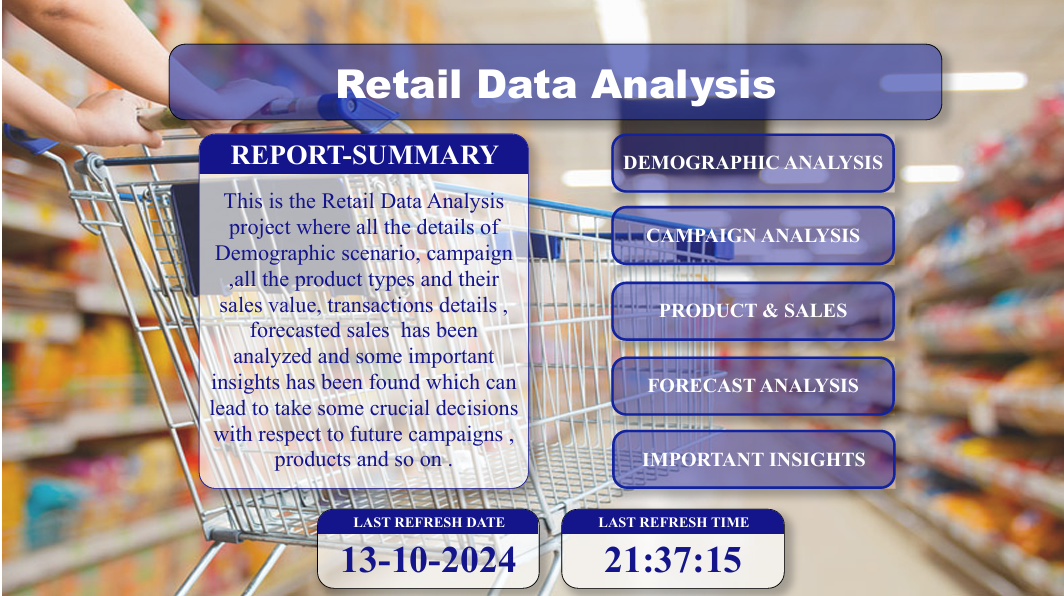 Retail Data Analysis
REPORT-SUMMARY
This is the Retail Data Analysis
project where all the details of
Demographic scenario, campaign
,all the product types and their
sales value, transactions details ,
forecasted sales  has been
analyzed and some important
insights has been found which can
lead to take some crucial decisions
with respect to future campaigns ,
products and so on .
DEMOGRAPHIC ANALYSIS
CAMPAIGN ANALYSIS
PRODUCT & SALES
FORECAST ANALYSIS
IMPORTANT INSIGHTS
LAST REFRESH DATE
13-10-2024
LAST REFRESH TIME
21:37:15